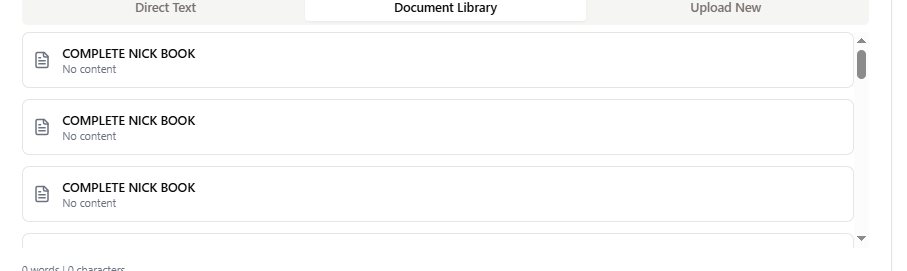 Direct Text
Document Library
Upload New
COMPLETE NICK BOOK
No content
COMPLETE NICK BOOK
No content
COMPLETE NICK BOOK
No content
0 words | 0 characters